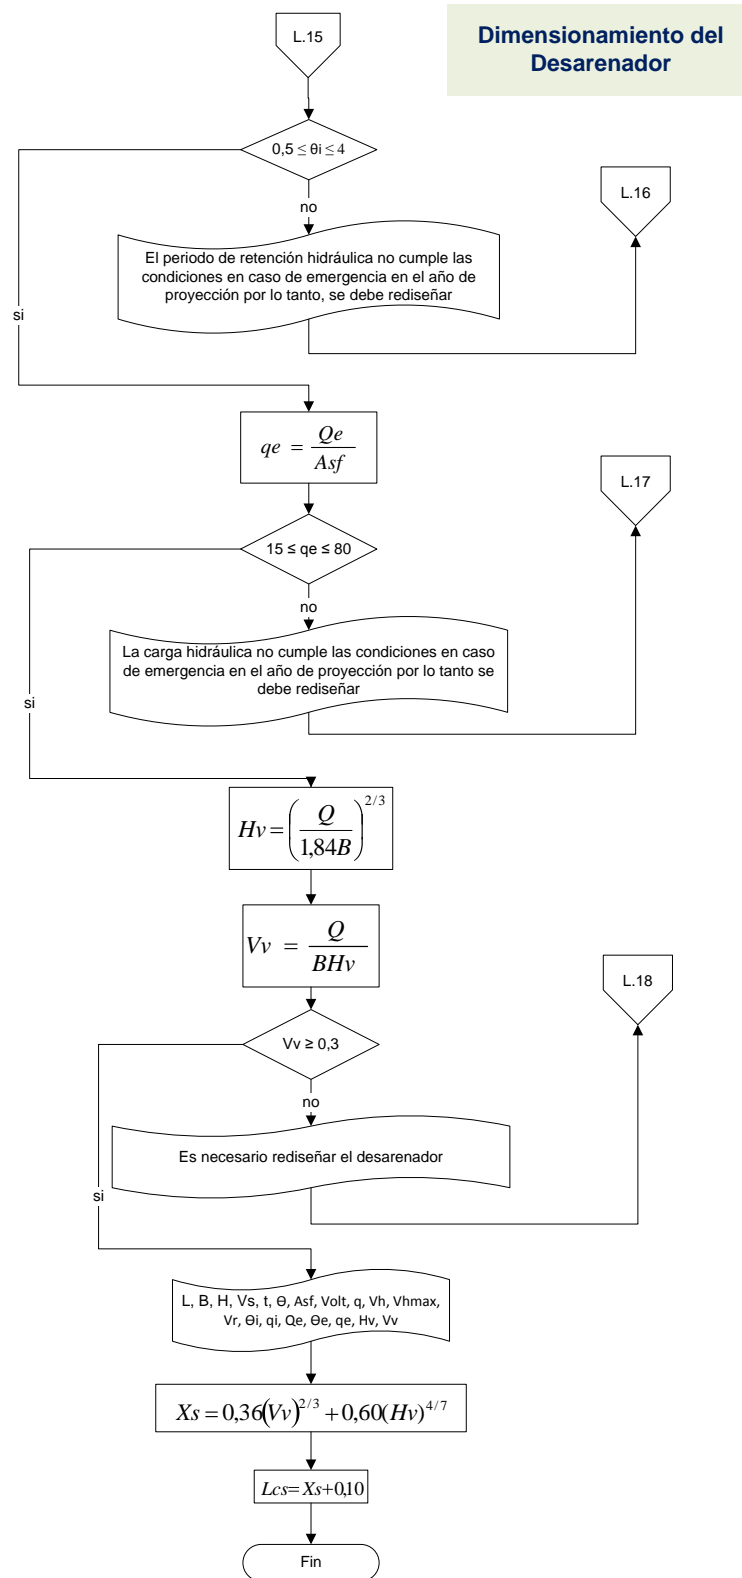 Dimensionamiento del
Desarenador
L.15
0,5 ≤ θi ≤ 4
no
L.16
El periodo de retención hidráulica no cumple las
condiciones en caso de emergencia en el año de
proyección por lo tanto, se debe rediseñar
si
qe = Qe / Asf
L.17
15 ≤ qe ≤ 80
no
La carga hidráulica no cumple las condiciones en caso
de emergencia en el año de proyección por lo tanto se
debe rediseñar
si
Hv = (Q / 1,84B)^2/3
Vv = Q / BHv
L.18
Vv ≥ 0,3
no
Es necesario rediseñar el desarenador
si
L, B, H, Vs, t, Ө, Asf, Volt, q, Vh, Vhmax,
Vr, Өi, qi, Qe, Өe, qe, Hv, Vv
Xs = 0,36(Vv)^2/3 + 0,60(Hv)^4/7
Lcs=Xs+0,10
Fin